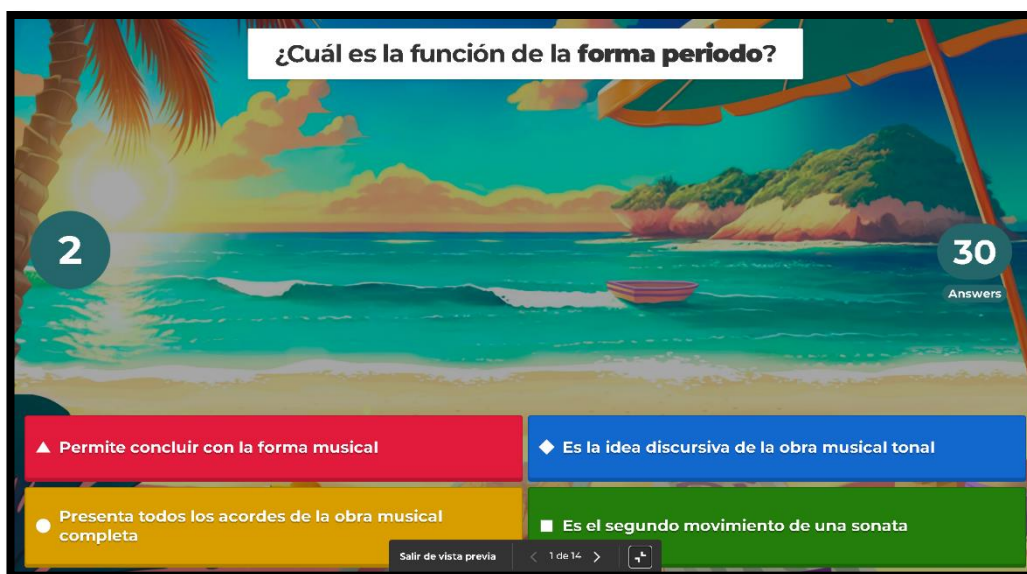 ¿Cuál es la función de la forma periodo?
2
30
Answers
Permite concluir con la forma musical
Es la idea discursiva de la obra musical tonal
Presenta todos los acordes de la obra musical
completa
Es el segundo movimiento de una sonata
Salir de vista previa
1 de 14